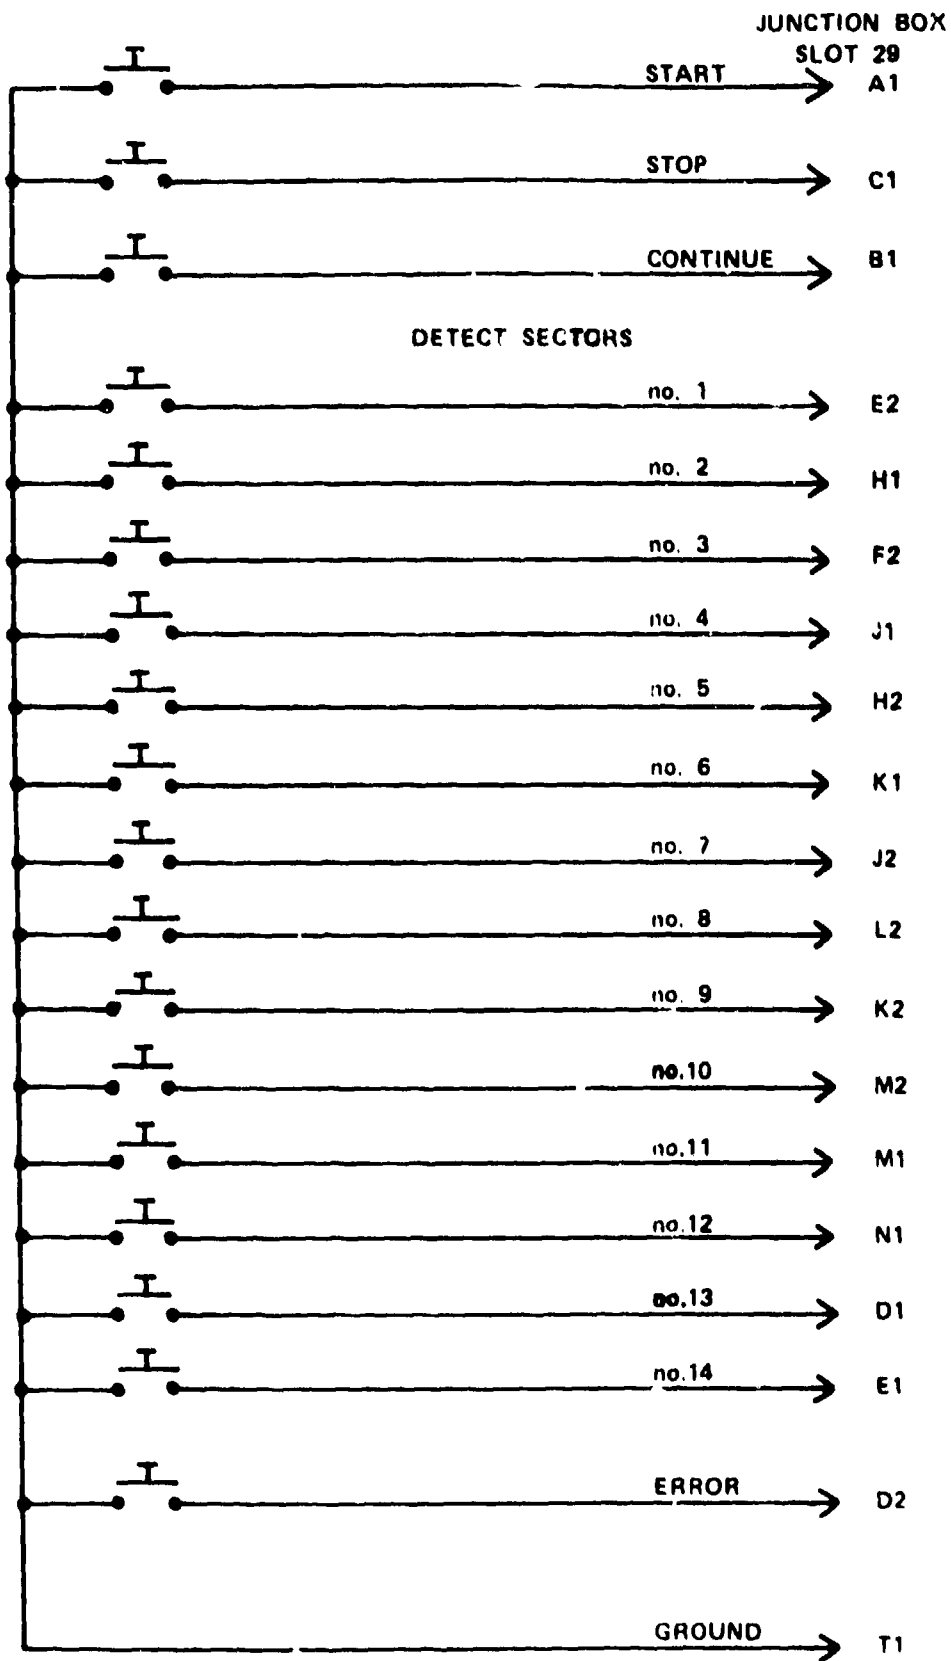 JUNCTION BOX
SLOT 29
START A1
STOP C1
CONTINUE B1
DETECT SECTORS
no. 1 E2
no. 2 H1
no. 3 F2
no. 4 J1
no. 5 H2
no. 6 K1
no. 7 J2
no. 8 L2
no. 9 K2
no.10 M2
no.11 M1
no.12 N1
no.13 D1
no.14 E1
ERROR D2
GROUND T1